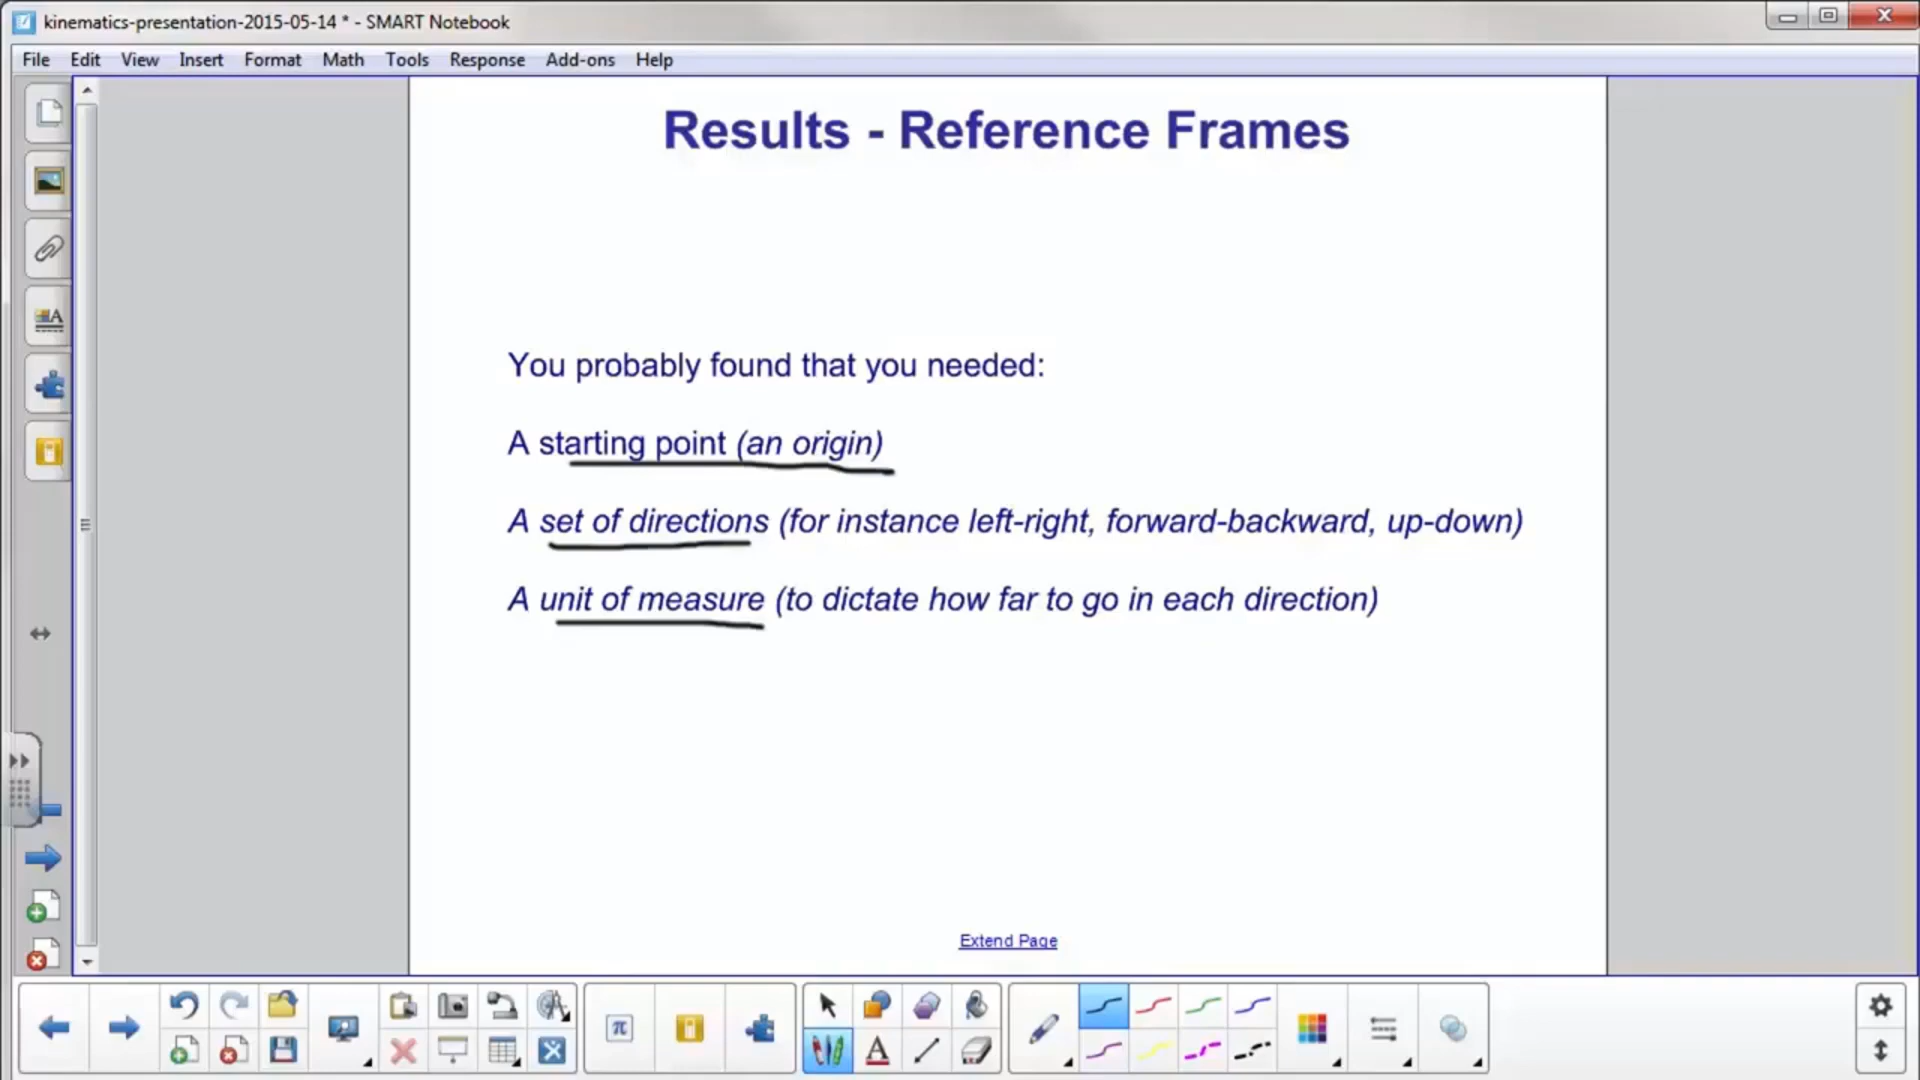 kinematics-presentation-2015-05-14 * - SMART Notebook
File Edit View Insert Format Math Tools Response Add-ons Help
Results - Reference Frames
You probably found that you needed:
A starting point (an origin)
A set of directions (for instance left-right, forward-backward, up-down)
A unit of measure (to dictate how far to go in each direction)
Extend Page